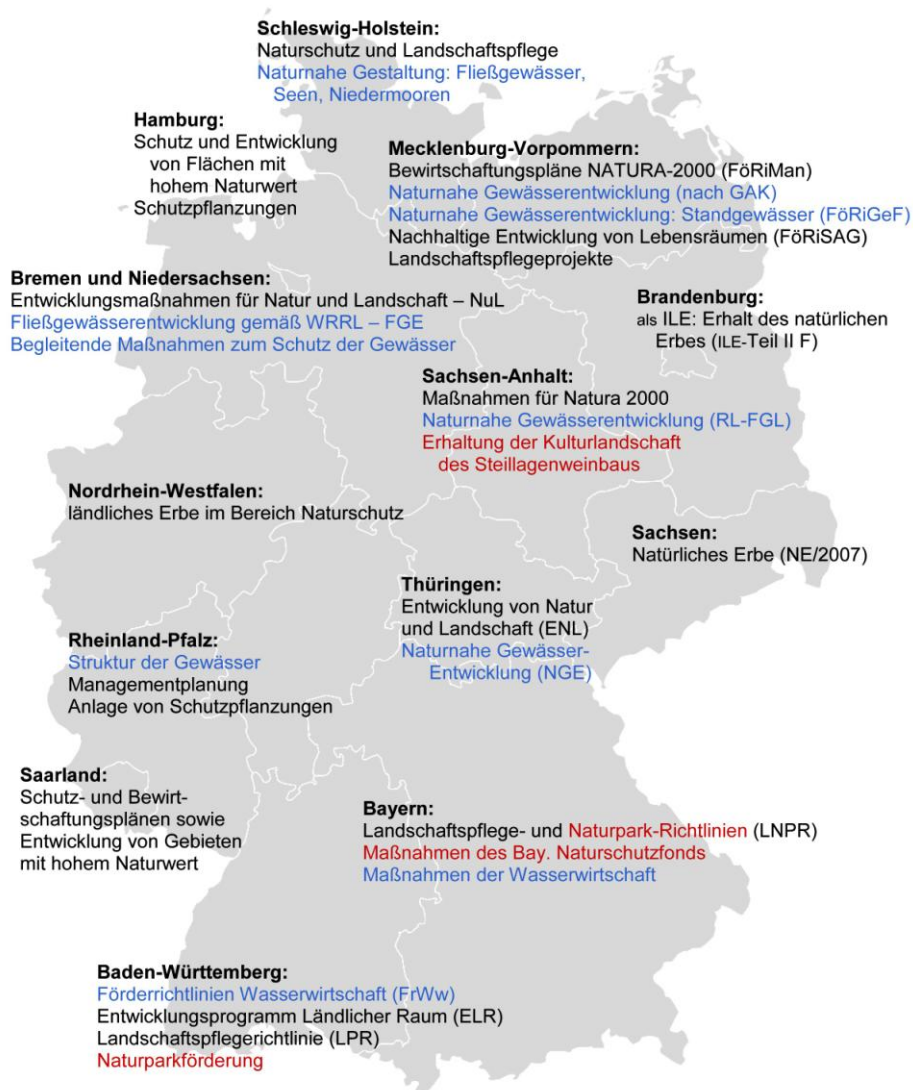 Schleswig-Holstein:
Naturschutz und Landschaftspflege
Naturnahe Gestaltung: Fließgewässer,
Seen, Niedermooren
Hamburg:
Schutz und Entwicklung
von Flächen mit
hohem Naturwert
Schutzpflanzungen
Mecklenburg-Vorpommern:
Bewirtschaftungspläne NATURA-2000 (FöRiMan)
Naturnahe Gewässerentwicklung (nach GAK)
Naturnahe Gewässerentwicklung: Standgewässer (FöRiGeF)
Nachhaltige Entwicklung von Lebensräumen (FöRiSAG)
Landschaftspflegeprojekte
Bremen und Niedersachsen:
Entwicklungsmaßnahmen für Natur und Landschaft – NuL
Fließgewässerentwicklung gemäß WRRL – FGE
Begleitende Maßnahmen zum Schutz der Gewässer
Brandenburg:
als ILE: Erhalt des natürlichen
Erbes (ILE-Teil II F)
Sachsen-Anhalt:
Maßnahmen für Natura 2000
Naturnahe Gewässerentwicklung (RL-FGL)
Erhaltung der Kulturlandschaft
des Steillagenweinbaus
Nordrhein-Westfalen:
ländliches Erbe im Bereich Naturschutz
Sachsen:
Natürliches Erbe (NE/2007)
Thüringen:
Entwicklung von Natur
und Landschaft (ENL)
Naturnahe Gewässer-
Entwicklung (NGE)
Rheinland-Pfalz:
Struktur der Gewässer
Managementplanung
Anlage von Schutzpflanzungen
Saarland:
Schutz- und Bewirt-
schaftungsplänen sowie
Entwicklung von Gebieten
mit hohem Naturwert
Bayern:
Landschaftspflege- und Naturpark-Richtlinien (LNPR)
Maßnahmen des Bay. Naturschutzfonds
Maßnahmen der Wasserwirtschaft
Baden-Württemberg:
Förderrichtlinien Wasserwirtschaft (FrWw)
Entwicklungsprogramm Ländlicher Raum (ELR)
Landschaftspflegerichtlinie (LPR)
Naturparkförderung